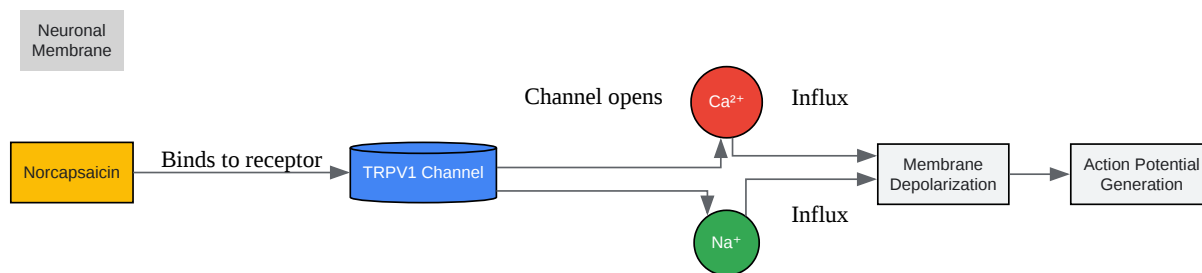 Neuronal
Membrane
Channel opens
Ca²⁺
Influx
Norcapsaicin
Binds to receptor
TRPV1 Channel
Membrane
Depolarization
Action Potential
Generation
Influx
Na⁺